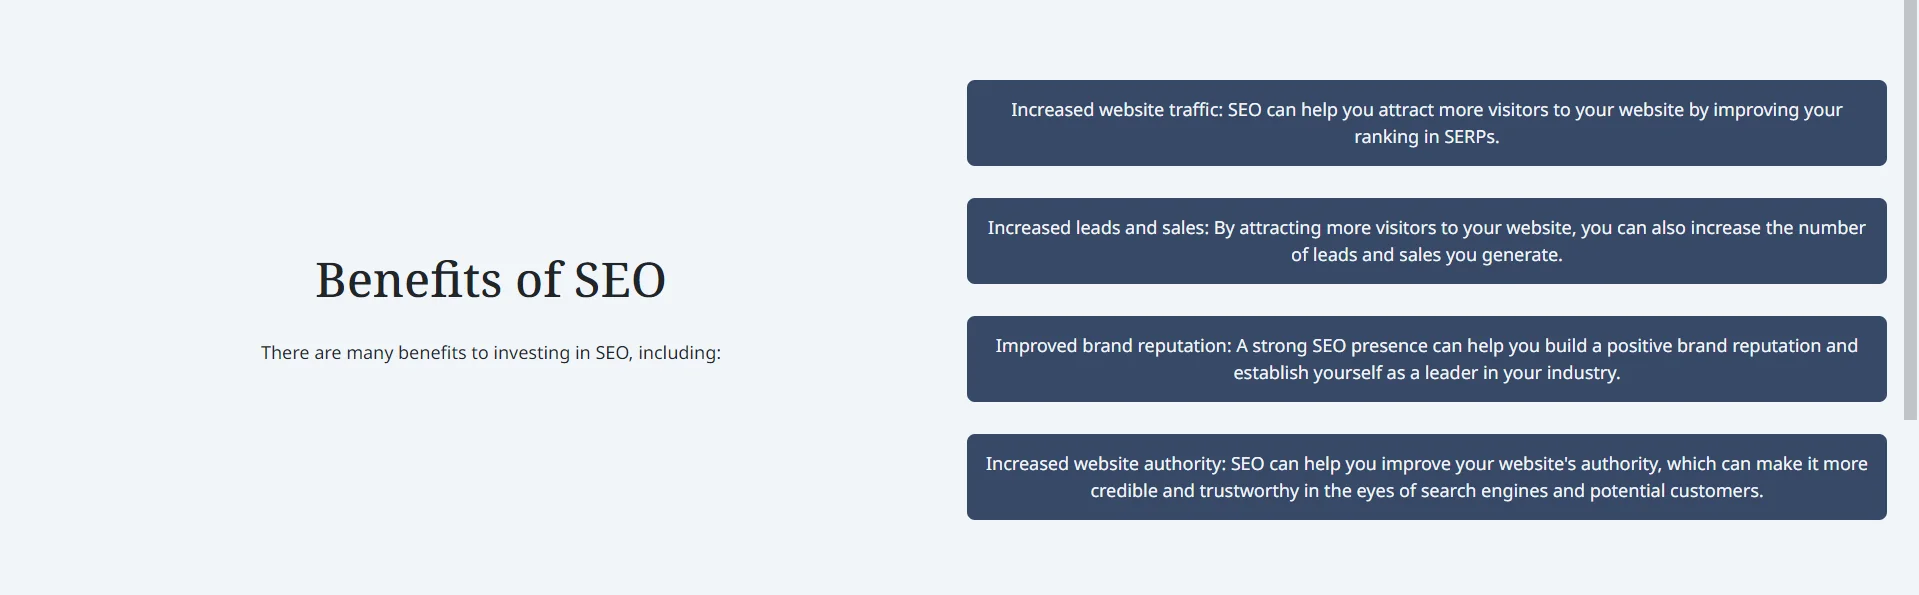 Benefits of SEO
There are many benefits to investing in SEO, including:
Increased website traffic: SEO can help you attract more visitors to your website by improving your
ranking in SERPs.
Increased leads and sales: By attracting more visitors to your website, you can also increase the number
of leads and sales you generate.
Improved brand reputation: A strong SEO presence can help you build a positive brand reputation and
establish yourself as a leader in your industry.
Increased website authority: SEO can help you improve your website's authority, which can make it more
credible and trustworthy in the eyes of search engines and potential customers.